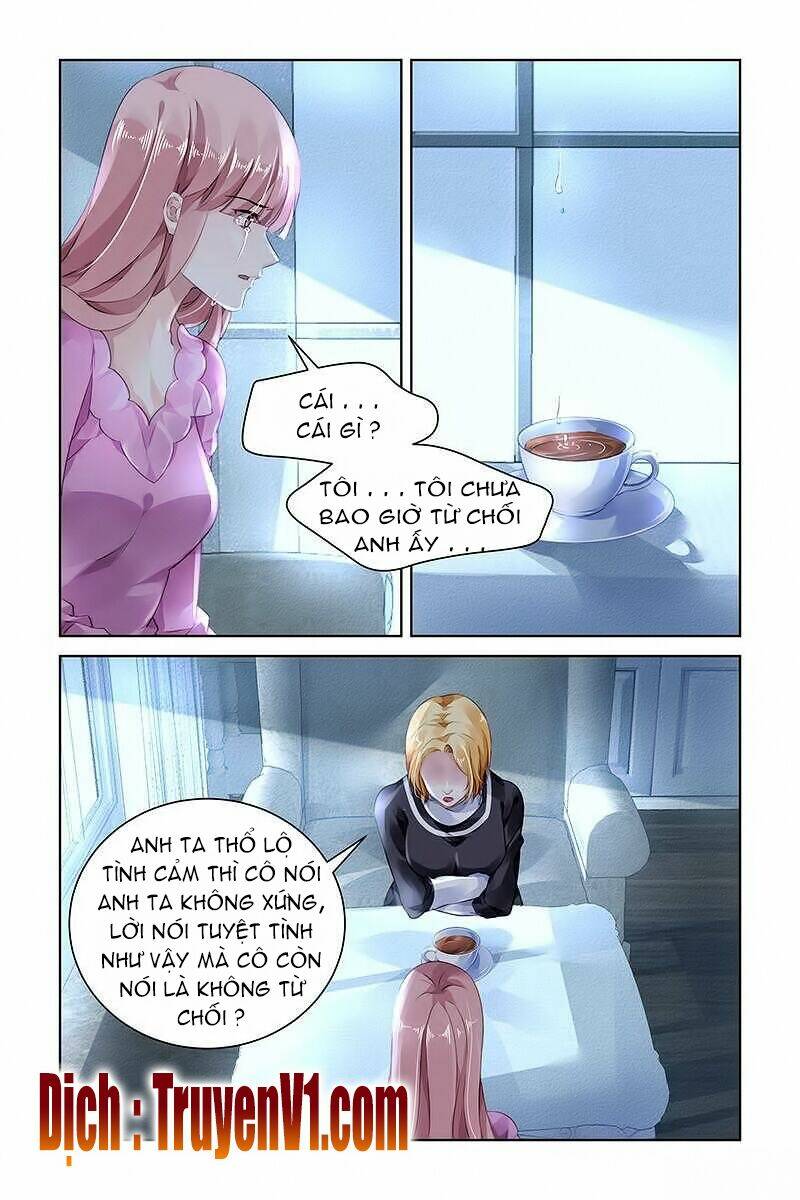 CÁI . . .
CÁI GÌ ?
TÔI . . . TÔI CHƯA
BAO GIỜ TỪ CHỐI
ANH ẤY . . .
ANH TA THỔ LỘ
TÌNH CẢM THÌ CÔ NÓI
ANH TA KHÔNG XỨNG,
LỜI NÓI TUYỆT TÌNH
NHƯ VẬY MÀ CÔ CÒN
NÓI LÀ KHÔNG TỪ
CHỐI ?
Dịch : TruyenV1.com